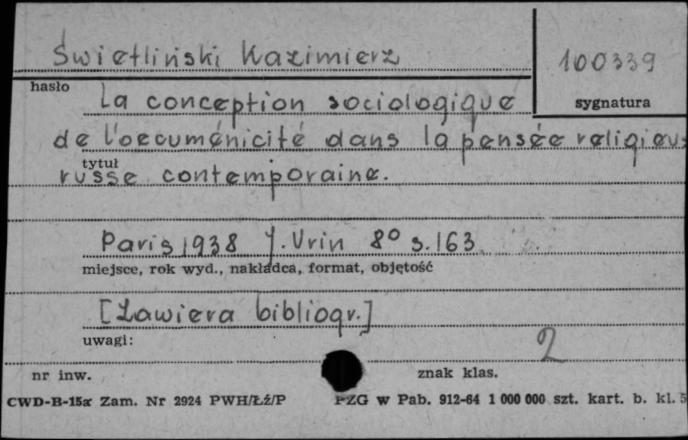 Świetliński Kazimierz
100339
hasło
sygnatura
La conception sociologique
de l'oecuménicité dans la pensée religieus
tytuł
russe contemporaine.
Paris 1938 J. Vrin 8° s. 163
miejsce, rok wyd., nakładca, format, objętość
[Zawiera bibliogr.]
uwagi:
2
nr inw.
znak klas.
CWD-B-15a Zam. Nr 2924 PWH/Łź/P
PZG w Pab. 912-64 1 000 000 szt. kart. b. kl. 5